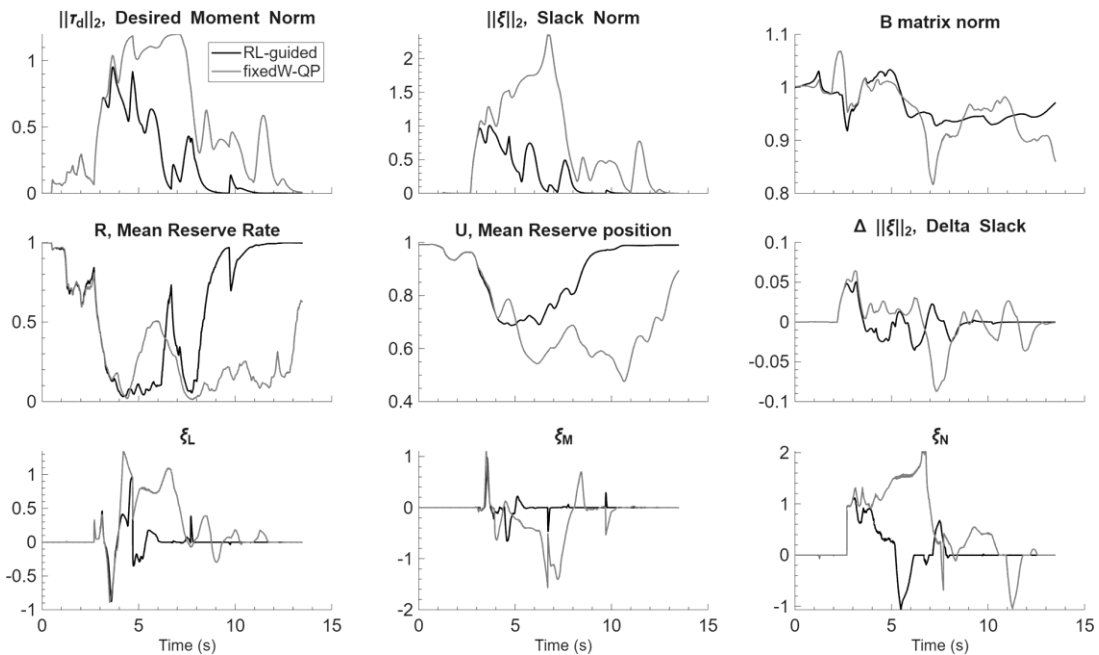 ||τd||₂, Desired Moment Norm
1
0.5
0
RL-guided
fixedW-QP
||ξ||₂, Slack Norm
2
1.5
1
0.5
0
B matrix norm
1.1
1
0.9
0.8
0 5 10 15
R, Mean Reserve Rate
1
0.5
0
U, Mean Reserve position
1
0.8
0.6
0.4
Δ ||ξ||₂, Delta Slack
0.1
0.05
0
-0.05
-0.1
ξL
1
0.5
0
-0.5
-1
0 5 10 15
Time (s)
ξM
1
0
-1
-2
0 5 10 15
Time (s)
ξN
2
1
0
-1
0 5 10 15
Time (s)